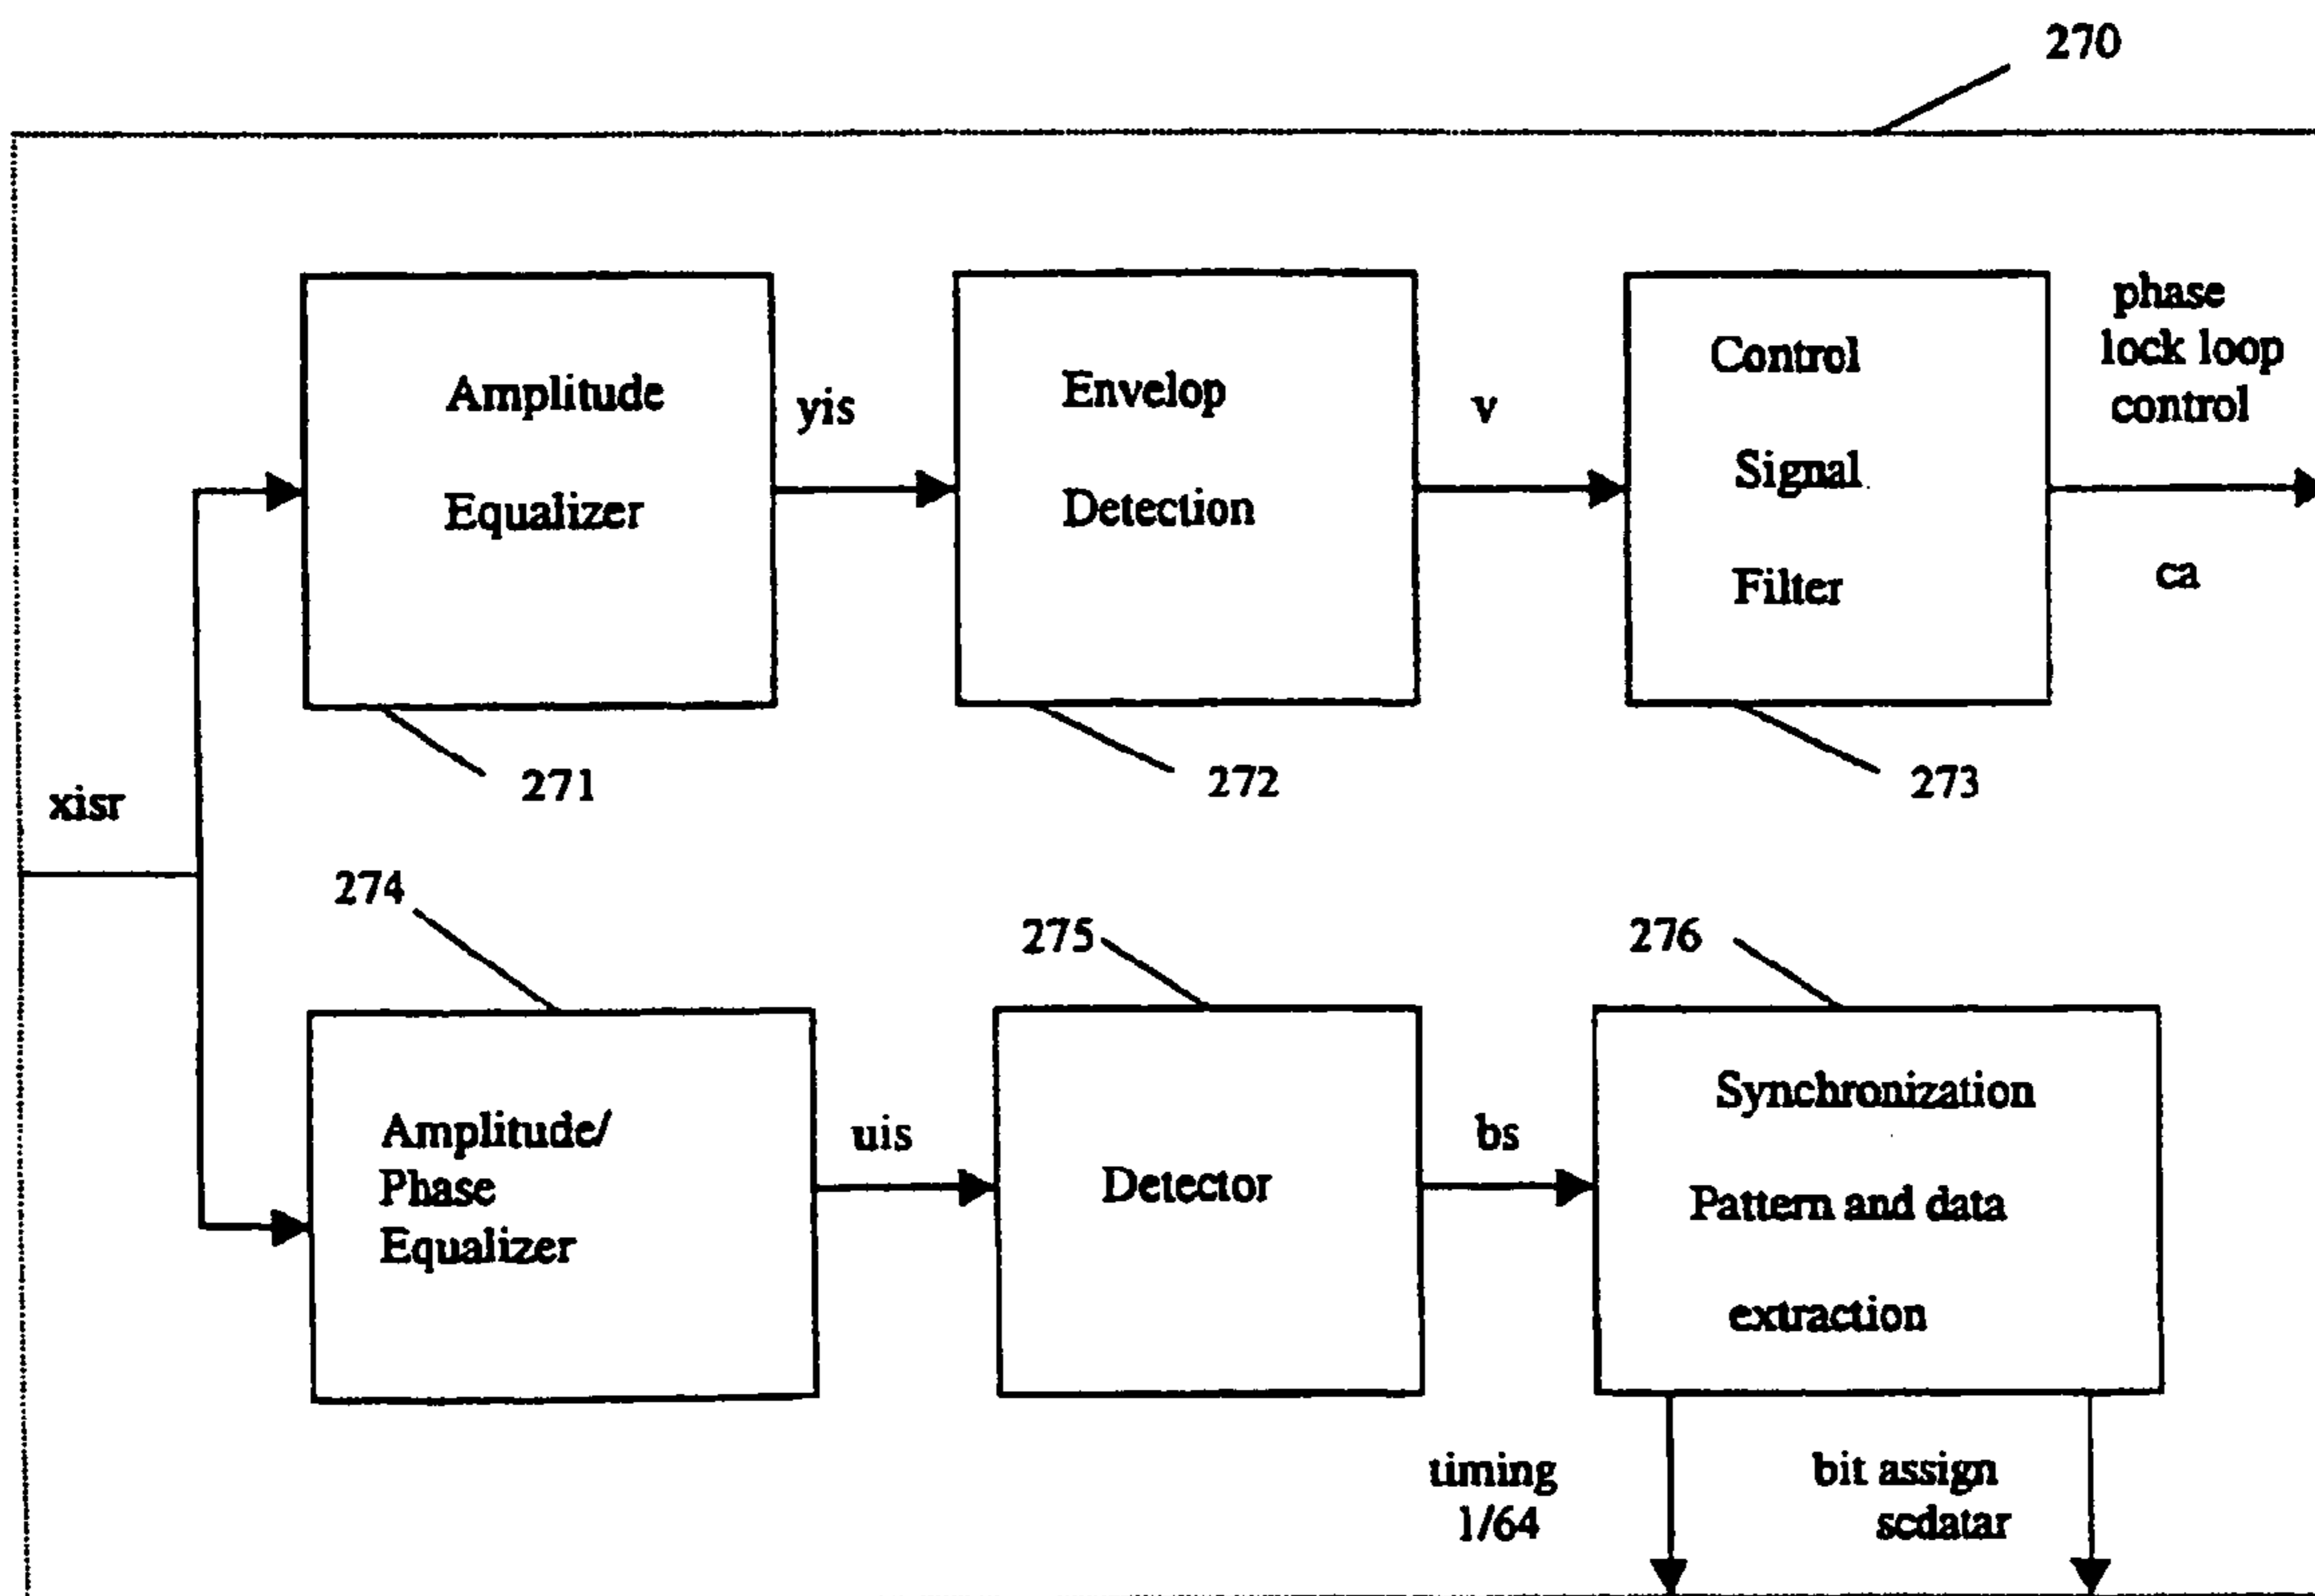 270
Amplitude
Equalizer
yis
Envelop
Detection
v
Control
Signal
Filter
phase
lock loop
control
ca
271
272
273
xisr
274
275
276
Amplitude/
Phase
Equalizer
uis
Detector
bs
Synchronization
Pattern and data
extraction
timing
1/64
bit assign
scdatar